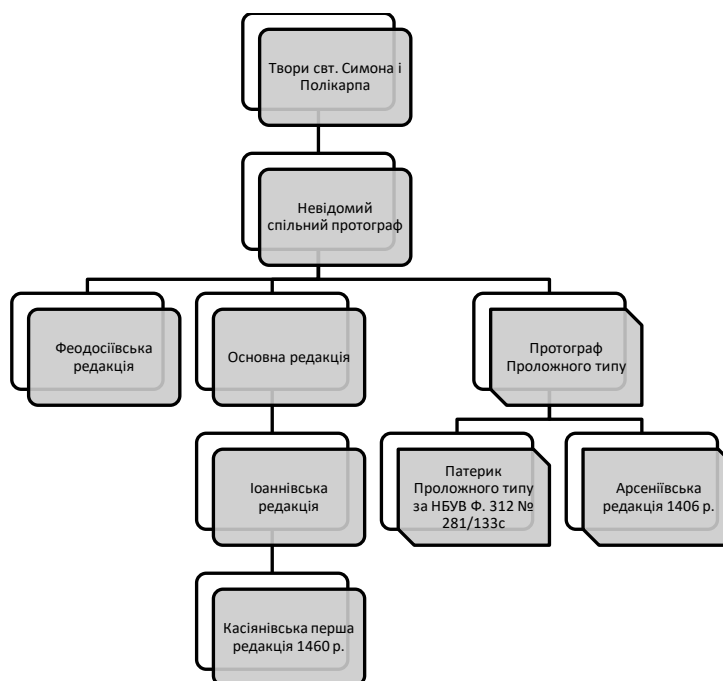 Твори свт. Симона і
Полікарпа
Невідомий
спільний протограф
Феодосіївська
редакція
Основна редакція
Протограф
Проложного типу
Іоаннівська
редакція
Патерик
Проложного типу
за НБУВ Ф. 312 №
281/133с
Арсеніївська
редакція 1406 р.
Касіянівська перша
редакція 1460 р.